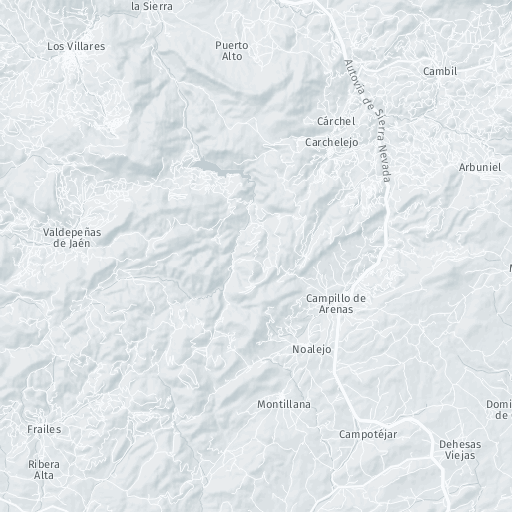 la Sierra
Los Villares
Puerto
Alto
Autovía de Sierra Nevada
Cambil
Cárchel
Carchelejo
Arbuniel
Valdepeñas
de Jaén
Campillo de
Arenas
Noalejo
Montillana
Frailes
Campotéjar
Dehesas
Viejas
Ribera
Alta